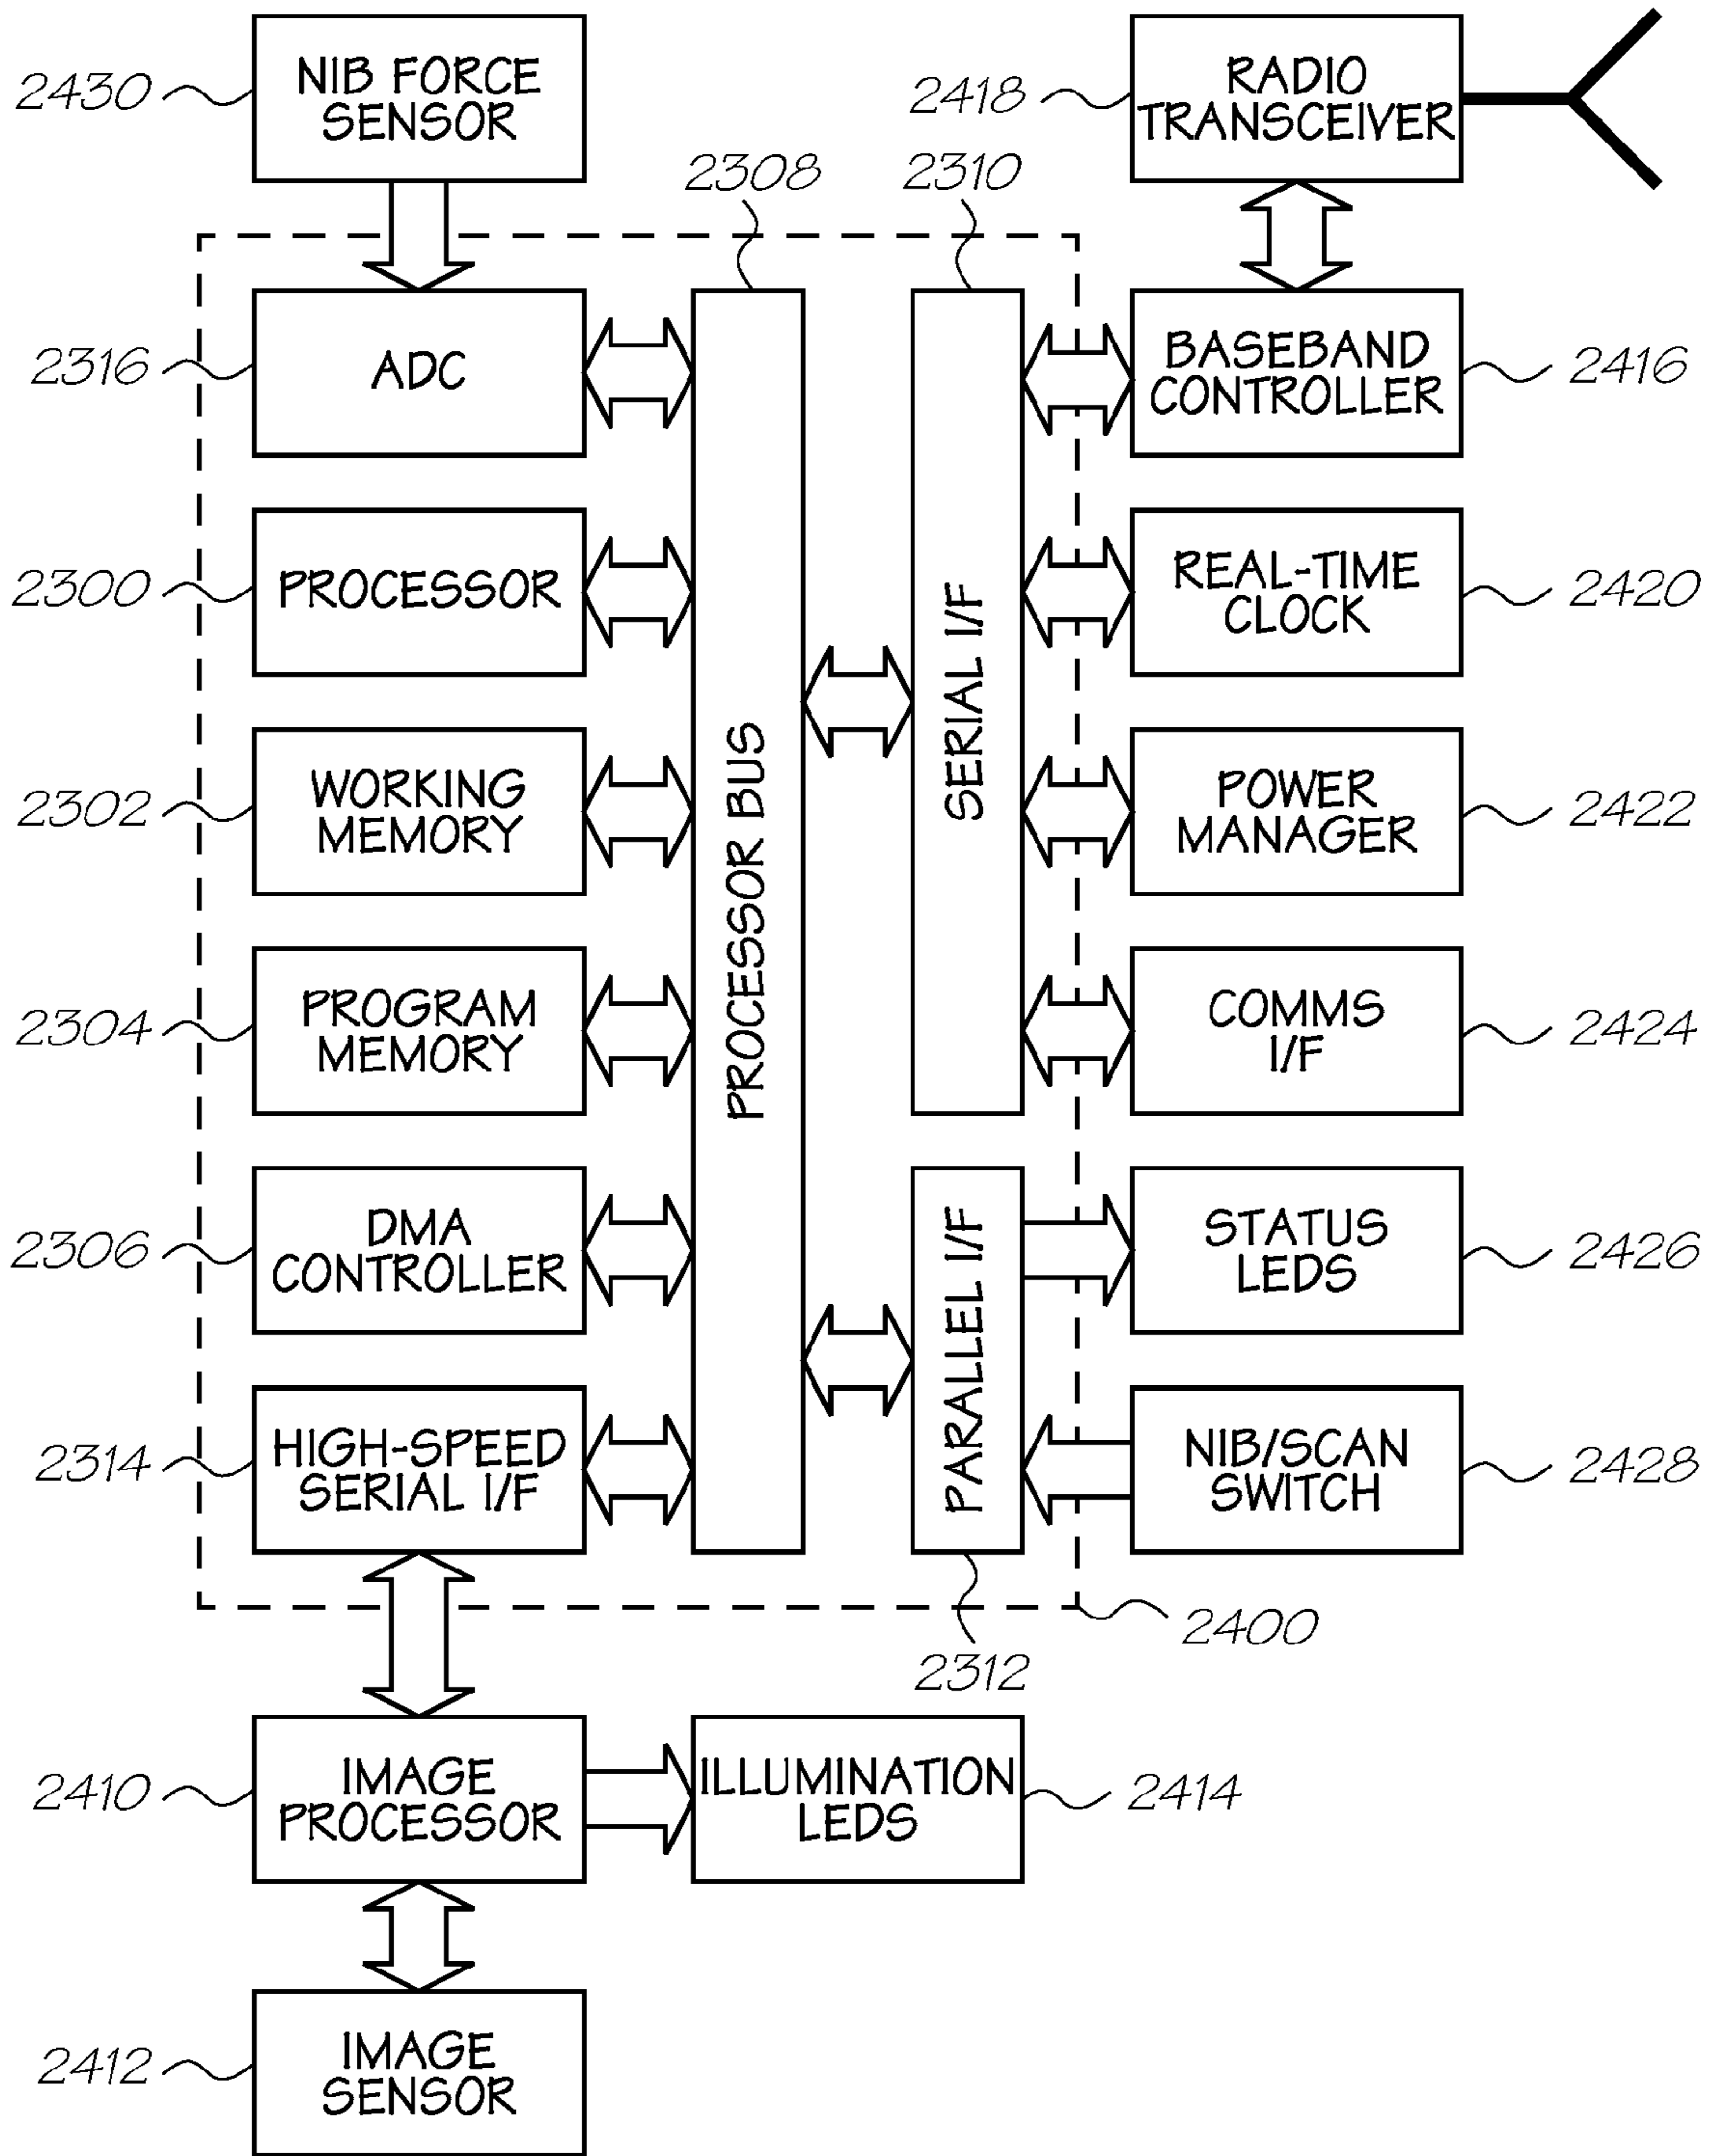 2430
NIB FORCE
SENSOR
2418
RADIO
TRANSCEIVER
2308
2310
2316
ADC
BASEBAND
CONTROLLER
2416
2300
PROCESSOR
REAL-TIME
CLOCK
2420
2302
WORKING
MEMORY
PROCESSOR BUS
SERIAL I/F
POWER
MANAGER
2422
2304
PROGRAM
MEMORY
COMMS
I/F
2424
2306
DMA
CONTROLLER
PARALLEL I/F
STATUS
LEDS
2426
2314
HIGH-SPEED
SERIAL I/F
NIB/SCAN
SWITCH
2428
2400
2312
2410
IMAGE
PROCESSOR
ILLUMINATION
LEDS
2414
2412
IMAGE
SENSOR